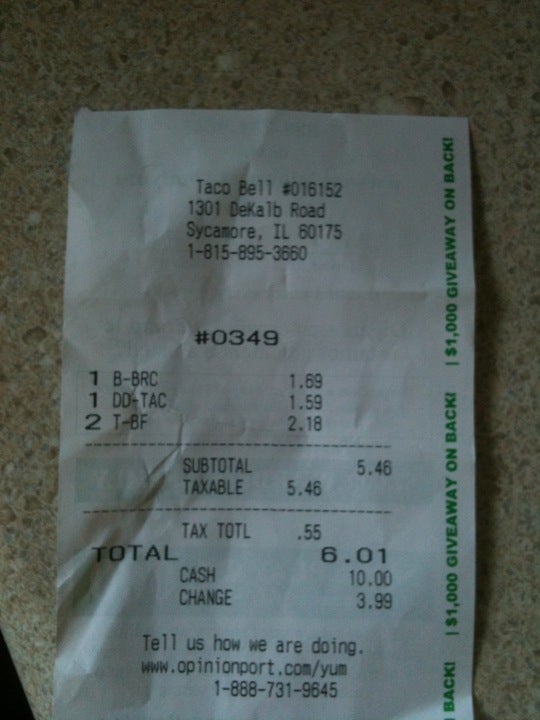 Taco Bell #016152
1301 DeKalb Road
Sycamore, IL 60175
1-815-895-3660
#0349
1 B-BRC 1.69
1 DD-TAC 1.59
2 T-BF 2.18
SUBTOTAL 5.46
TAXABLE 5.46
TAX TOTL .55
TOTAL 6.01
CASH 10.00
CHANGE 3.99
Tell us how we are doing.
www.opinionport.com/yum
1-888-731-9645
| $1,000 GIVEAWAY ON BACK!
| $1,000 GIVEAWAY ON BACK!
BACK!